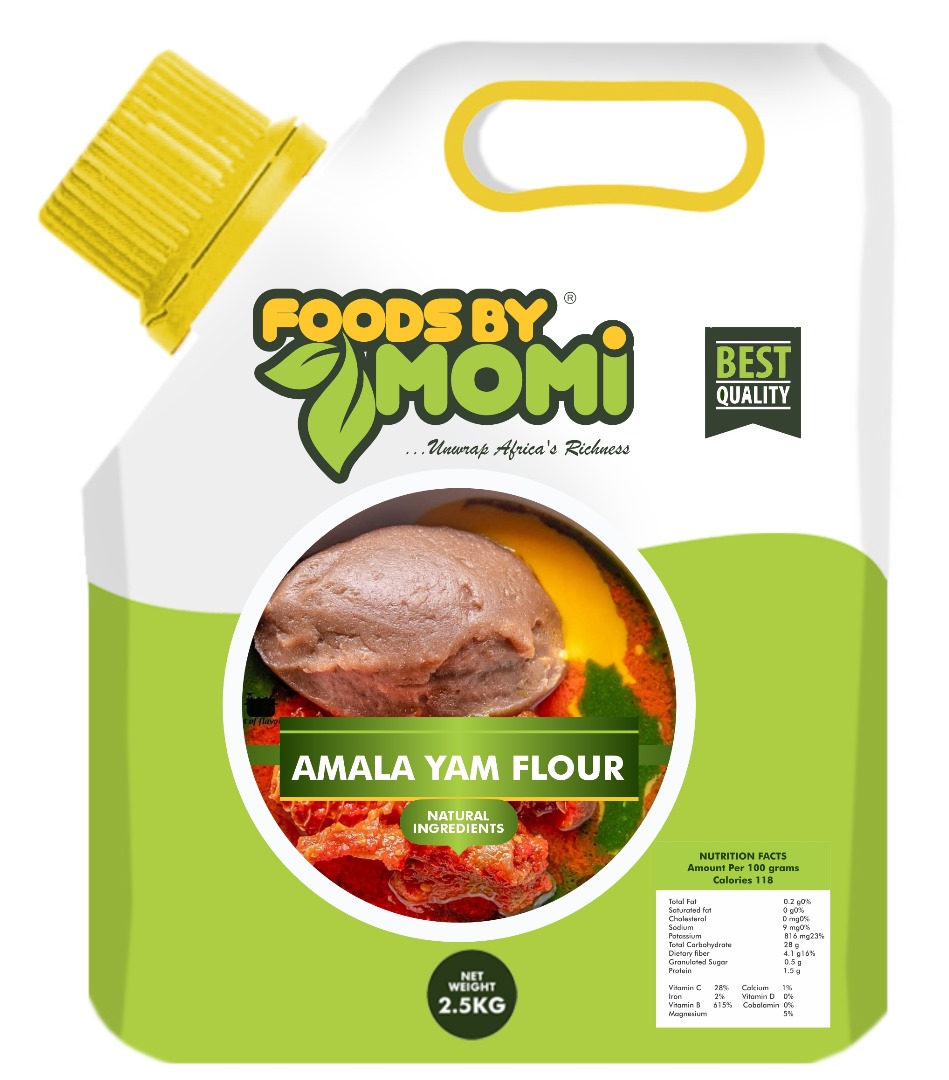 FOODS BY
MOMi
®
...Unwrap Africa's Richness
BEST
QUALITY
of flavo
AMALA YAM FLOUR
NATURAL
INGREDIENTS
NET
WEIGHT
2.5KG
NUTRITION FACTS
Amount Per 100 grams
Calories 118
Total Fat 0.2 g0%
Saturated fat 0 g0%
Cholesterol 0 mg0%
Sodium 9 mg0%
Potassium 816 mg23%
Total Carbohydrate 28 g
Dietary fiber 4.1 g16%
Granulated Sugar 0.5 g
Protein 1.5 g
Vitamin C 28% Calcium 1%
Iron 2% Vitamin D 0%
Vitamin B 615% Cobalamin 0%
Magnesium 5%